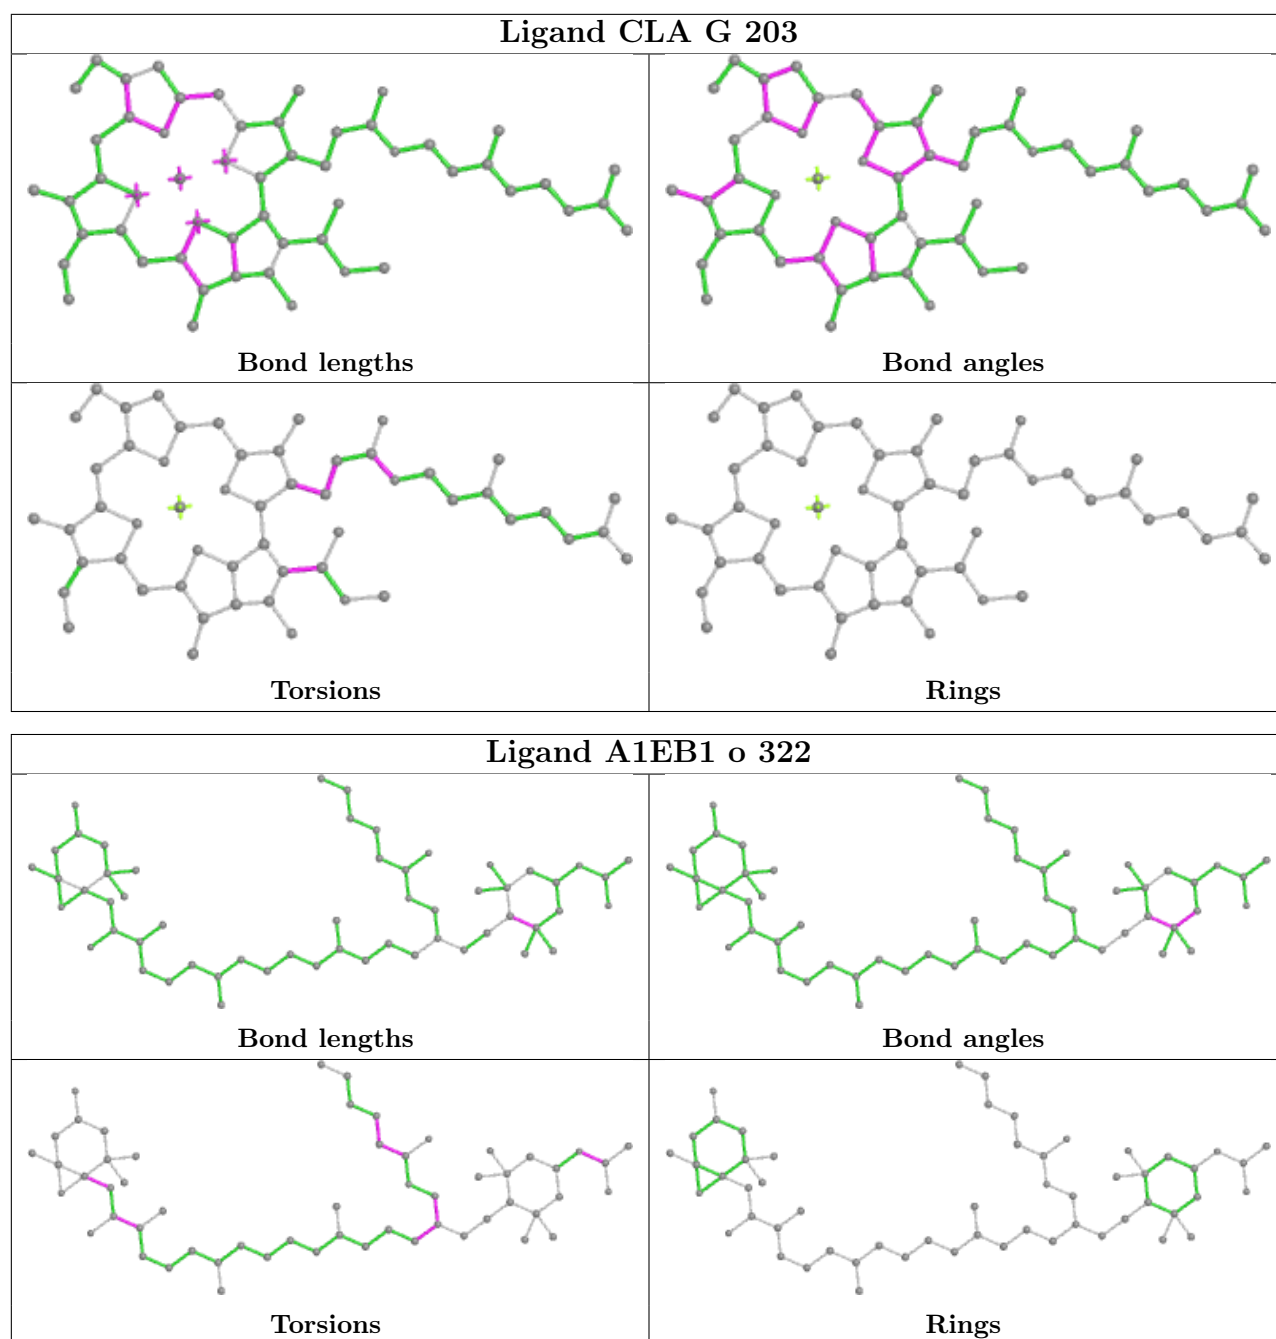 Ligand CLA G 203
Bond lengths
Bond angles
Torsions
Rings
Ligand A1EB1 o 322
Bond lengths
Bond angles
Torsions
Rings